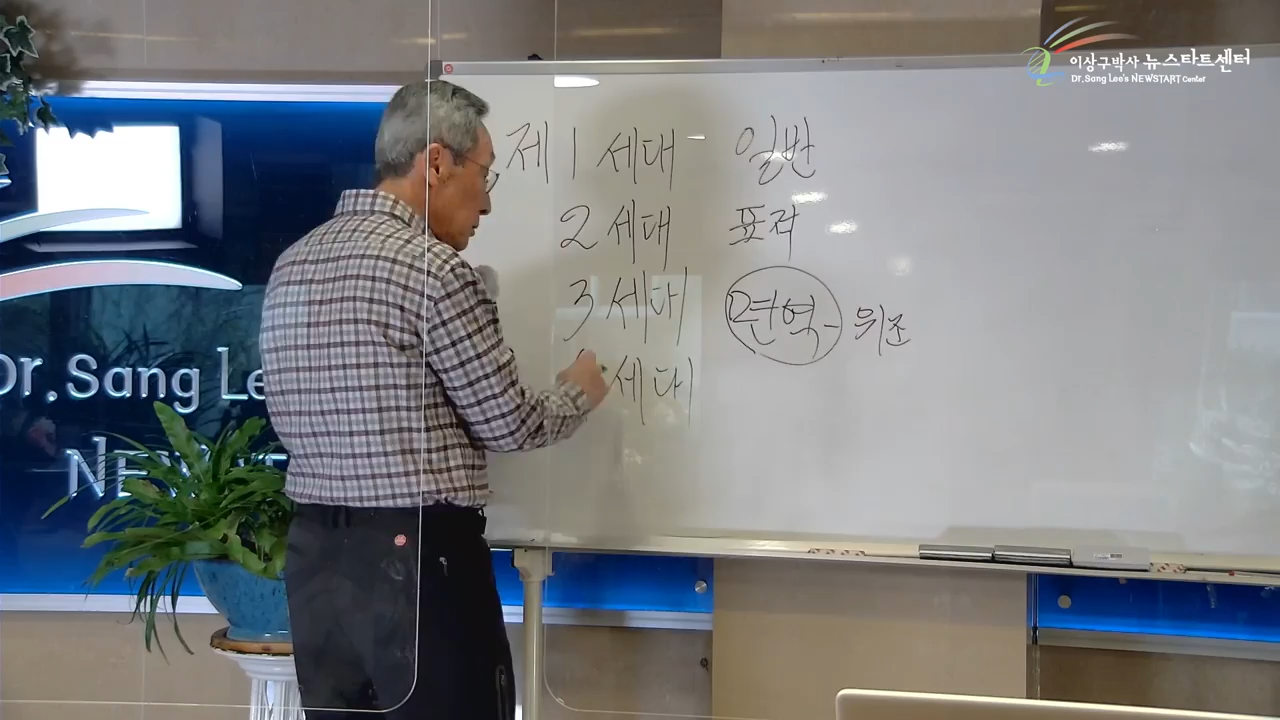 이상구박사 뉴스타트센터
Dr.Sang Lee's NEWSTART Center
제 1 세대 일반
2 세대 표적
3 세대 면역 - 위조
세대
Dr. Sang Le